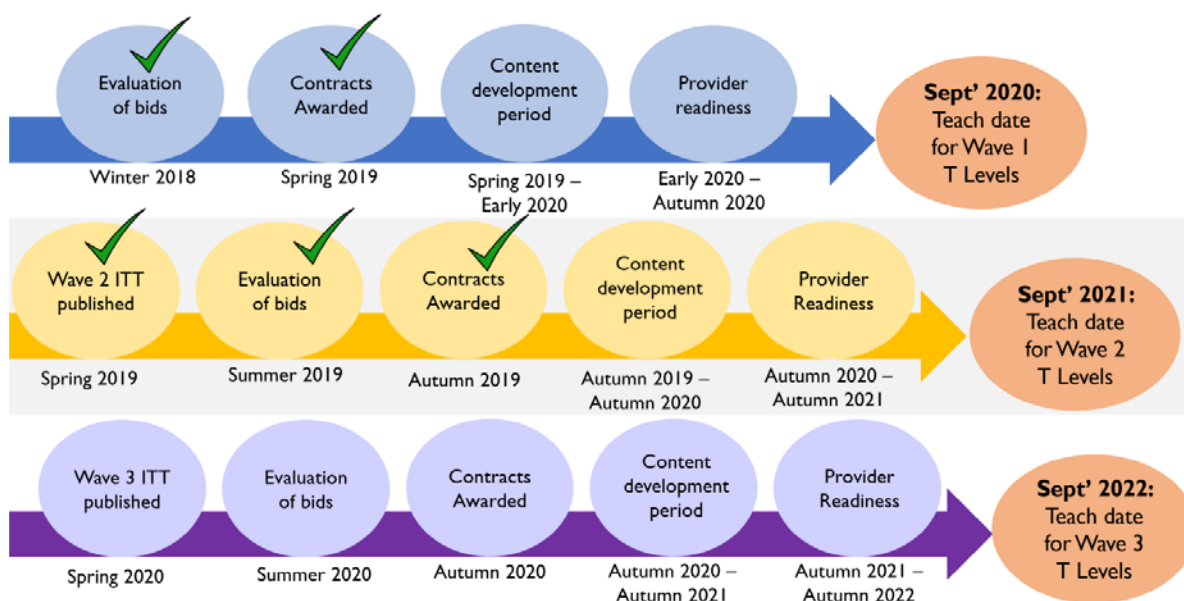 Evaluation
of bids
Contracts
Awarded
Content
development
period
Provider
readiness
Sept’ 2020:
Teach date
for Wave 1
T Levels
Winter 2018
Spring 2019
Spring 2019 –
Early 2020
Early 2020 –
Autumn 2020
Wave 2 ITT
published
Evaluation
of bids
Contracts
Awarded
Content
development
period
Provider
Readiness
Sept’ 2021:
Teach date
for Wave 2
T Levels
Spring 2019
Summer 2019
Autumn 2019
Autumn 2019 –
Autumn 2020
Autumn 2020 –
Autumn 2021
Wave 3 ITT
published
Evaluation
of bids
Contracts
Awarded
Content
development
period
Provider
Readiness
Sept’ 2022:
Teach date
for Wave 3
T Levels
Spring 2020
Summer 2020
Autumn 2020
Autumn 2020 –
Autumn 2021
Autumn 2021 –
Autumn 2022